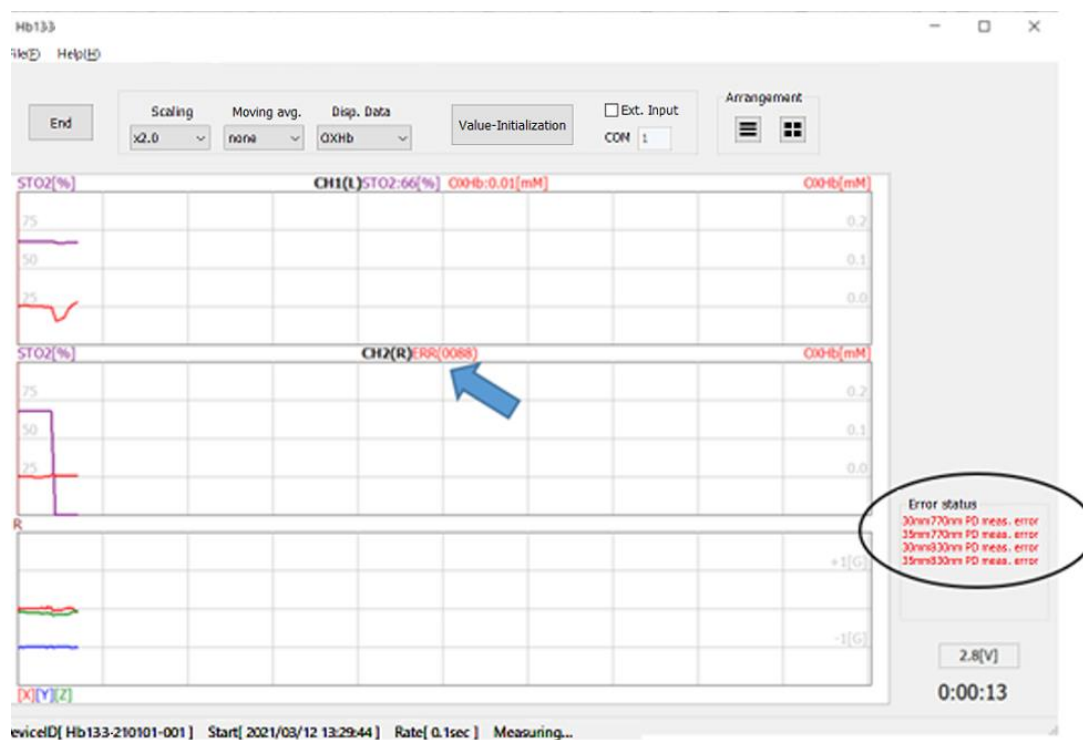 Hb133
File(F) Help(H)
End
Scaling
x2.0
Moving avg.
none
Disp. Data
OXHb
Value-Initialization
Ext. Input
COM 1
Arrangement
STO2[%] CH1(L)STO2:66[%] OXHb:0.01[mM] OXHb[mM]
75 0.2
50 0.1
25 0.0
STO2[%] CH2(R)ERR(0088) OXHb[mM]
75 0.2
50 0.1
25 0.0
R
+1[G]
-1[G]
[X][Y][Z]
Error status
30mm770nm PD meas. error
35mm770nm PD meas. error
30mm830nm PD meas. error
35mm830nm PD meas. error
2.8[V]
0:00:13
eviceID[ Hb133-210101-001 ] Start[ 2021/03/12 13:29:44 ] Rate[ 0.1sec ] Measuring...